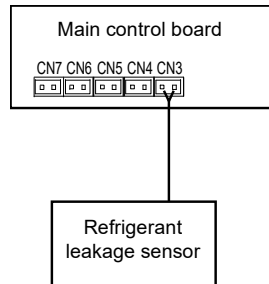 Main control board
CN7 CN6 CN5 CN4 CN3
Refrigerant
leakage sensor